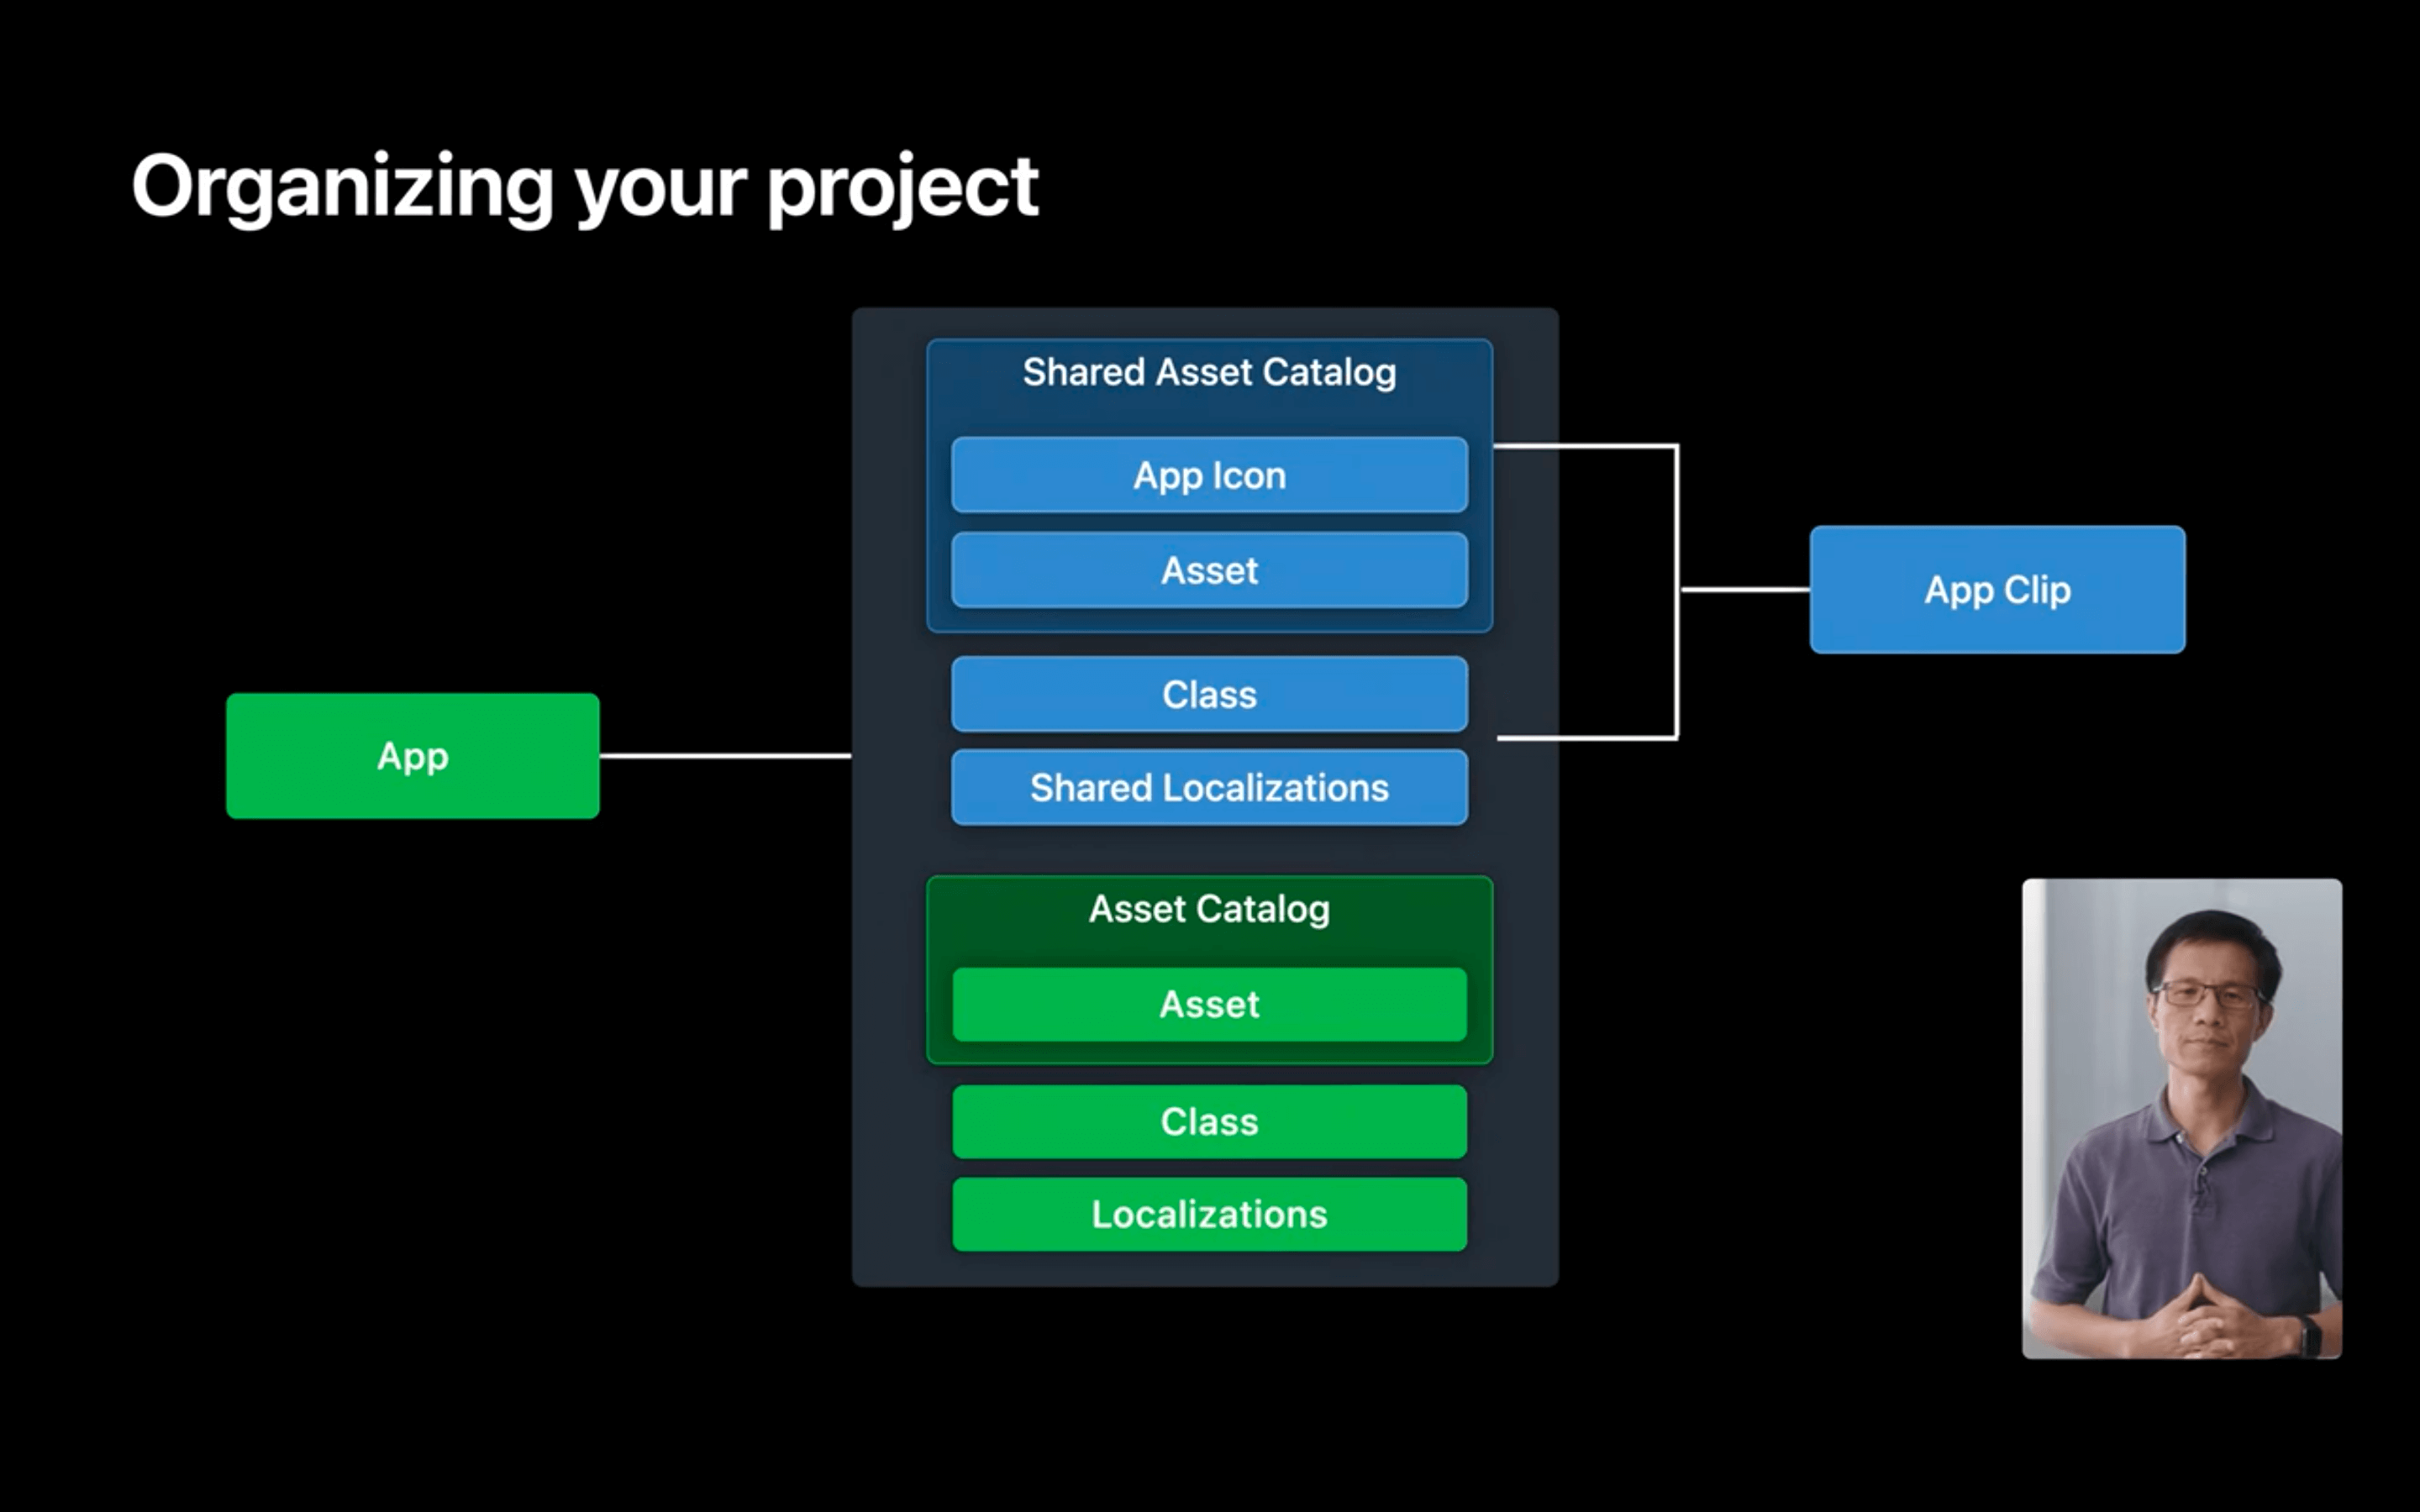 Organizing your project
Shared Asset Catalog
App Icon
Asset
App Clip
Class
App
Shared Localizations
Asset Catalog
Asset
Class
Localizations